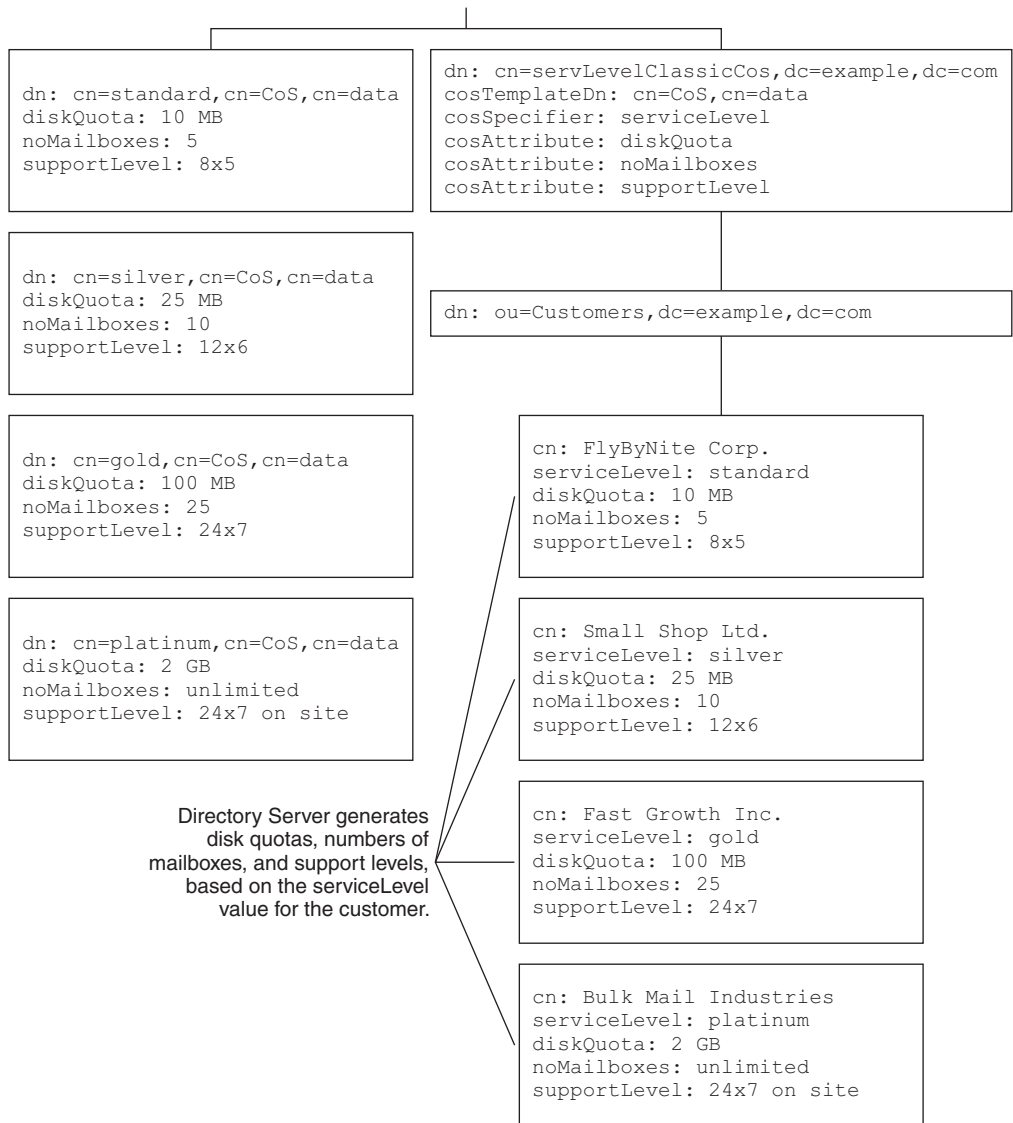 dn: cn=standard,cn=CoS,cn=data
diskQuota: 10 MB
noMailboxes: 5
supportLevel: 8x5
dn: cn=silver,cn=CoS,cn=data
diskQuota: 25 MB
noMailboxes: 10
supportLevel: 12x6
dn: cn=gold,cn=CoS,cn=data
diskQuota: 100 MB
noMailboxes: 25
supportLevel: 24x7
dn: cn=platinum,cn=CoS,cn=data
diskQuota: 2 GB
noMailboxes: unlimited
supportLevel: 24x7 on site
dn: cn=servLevelClassicCos,dc=example,dc=com
cosTemplateDn: cn=CoS,cn=data
cosSpecifier: serviceLevel
cosAttribute: diskQuota
cosAttribute: noMailboxes
cosAttribute: supportLevel
dn: ou=Customers,dc=example,dc=com
cn: FlyByNite Corp.
serviceLevel: standard
diskQuota: 10 MB
noMailboxes: 5
supportLevel: 8x5
cn: Small Shop Ltd.
serviceLevel: silver
diskQuota: 25 MB
noMailboxes: 10
supportLevel: 12x6
cn: Fast Growth Inc.
serviceLevel: gold
diskQuota: 100 MB
noMailboxes: 25
supportLevel: 24x7
cn: Bulk Mail Industries
serviceLevel: platinum
diskQuota: 2 GB
noMailboxes: unlimited
supportLevel: 24x7 on site
Directory Server generates
disk quotas, numbers of
mailboxes, and support levels,
based on the serviceLevel
value for the customer.